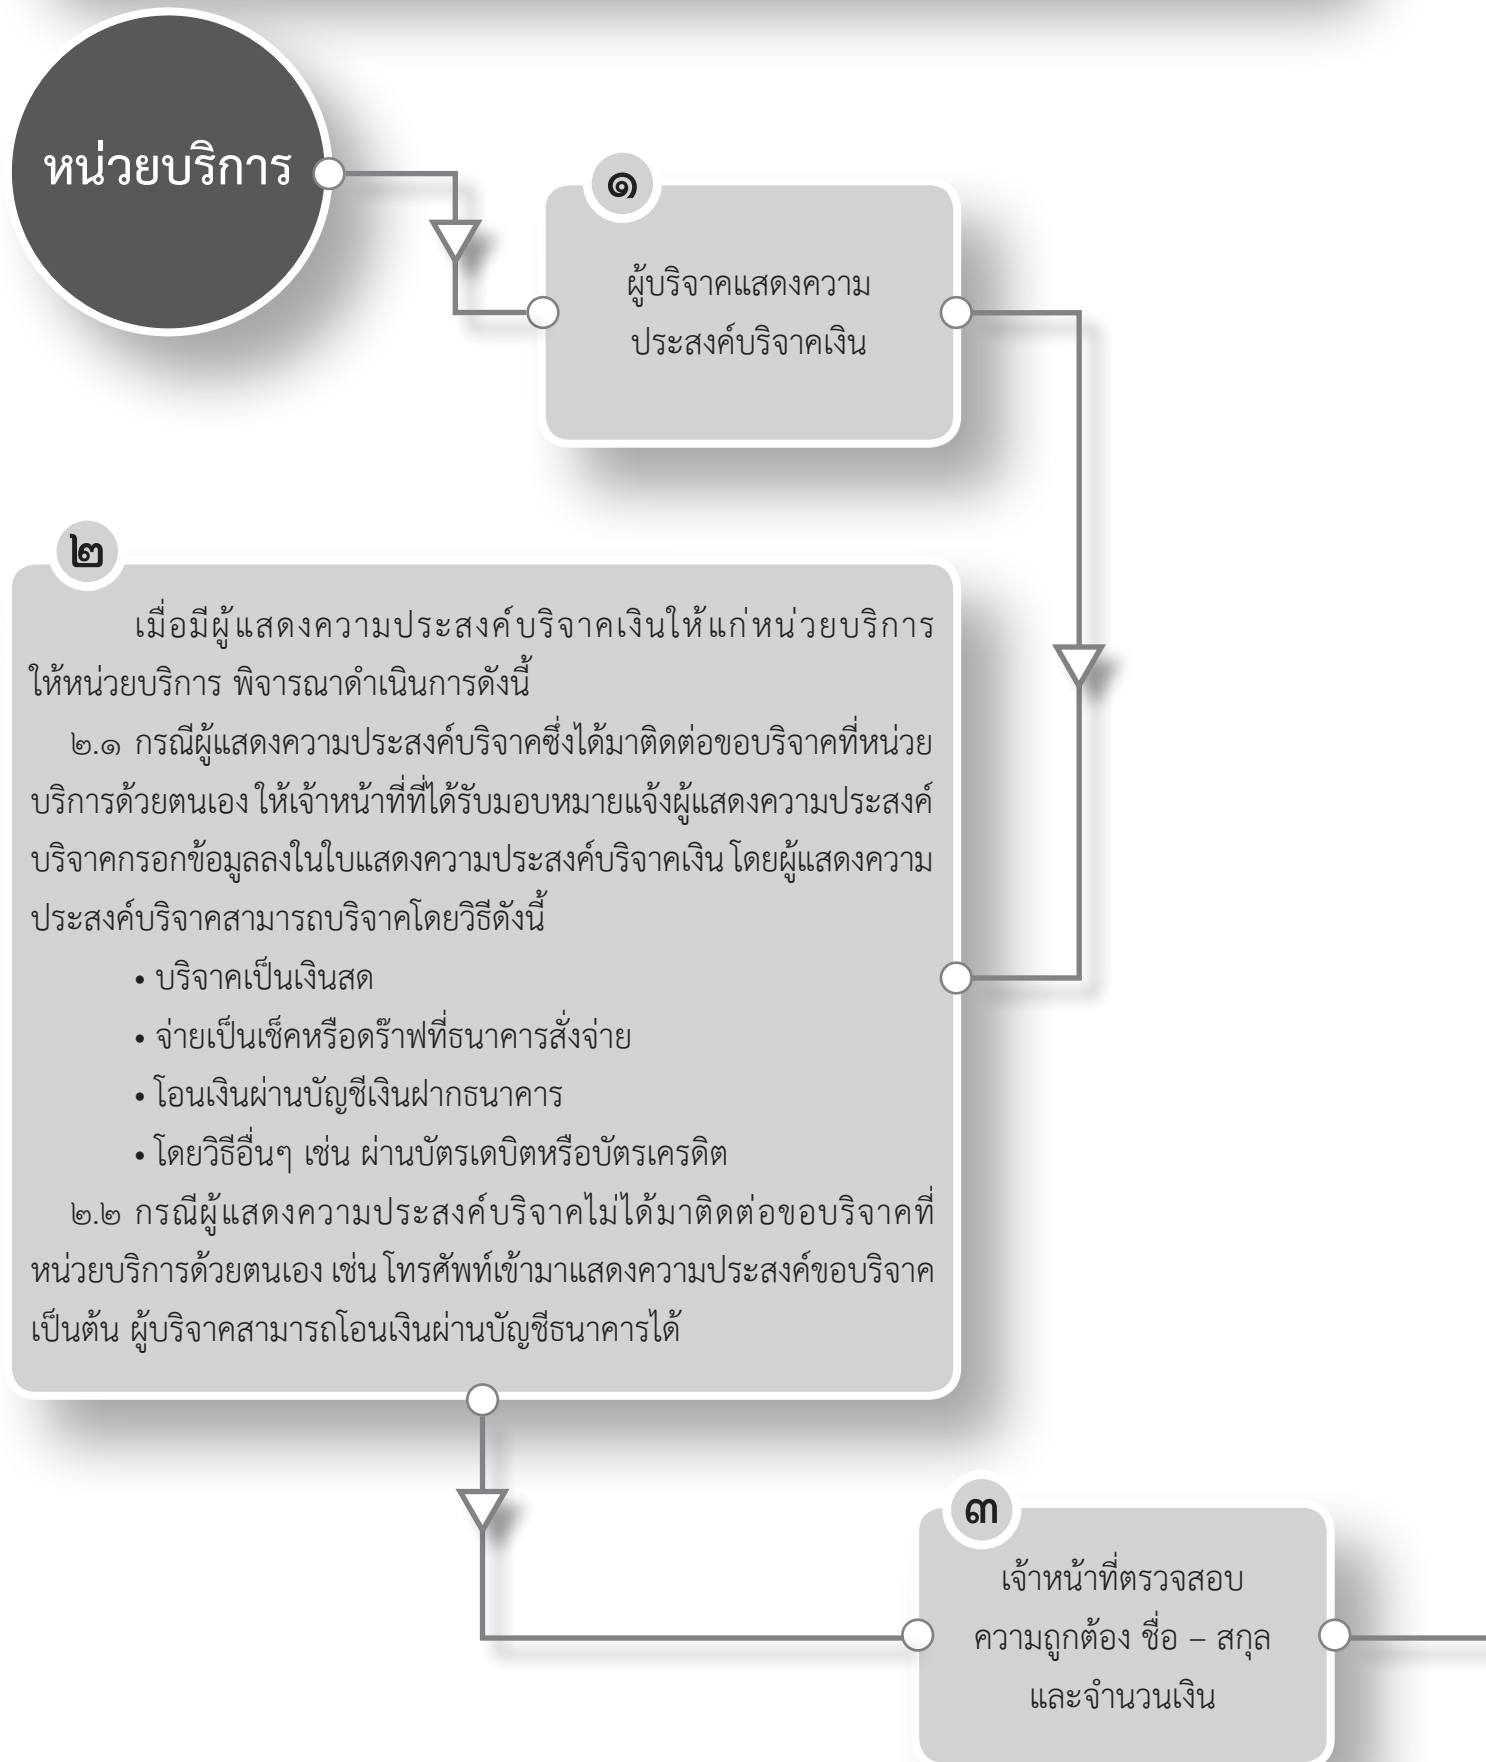 หน่วยบริการ
๑
ผู้บริจาคแสดงความ
ประสงค์บริจาคเงิน
๒
เมื่อมีผู้แสดงความประสงค์บริจาคเงินให้แก่หน่วยบริการ
ให้หน่วยบริการ พิจารณาดำเนินการดังนี้
๒.๑ กรณีผู้แสดงความประสงค์บริจาคซึ่งได้มาติดต่อขอบริจาคที่หน่วย
บริการด้วยตนเอง ให้เจ้าหน้าที่ที่ได้รับมอบหมายแจ้งผู้แสดงความประสงค์
บริจาคกรอกข้อมูลลงในใบแสดงความประสงค์บริจาคเงิน โดยผู้แสดงความ
ประสงค์บริจาคสามารถบริจาคโดยวิธีดังนี้
• บริจาคเป็นเงินสด
• จ่ายเป็นเช็คหรือดร๊าฟที่ธนาคารสั่งจ่าย
• โอนเงินผ่านบัญชีเงินฝากธนาคาร
• โดยวิธีอื่นๆ เช่น ผ่านบัตรเดบิตหรือบัตรเครดิต
๒.๒ กรณีผู้แสดงความประสงค์บริจาคไม่ได้มาติดต่อขอบริจาคที่
หน่วยบริการด้วยตนเอง เช่น โทรศัพท์เข้ามาแสดงความประสงค์ขอบริจาค
เป็นต้น ผู้บริจาคสามารถโอนเงินผ่านบัญชีธนาคารได้
๓
เจ้าหน้าที่ตรวจสอบ
ความถูกต้อง ชื่อ – สกุล
และจำนวนเงิน